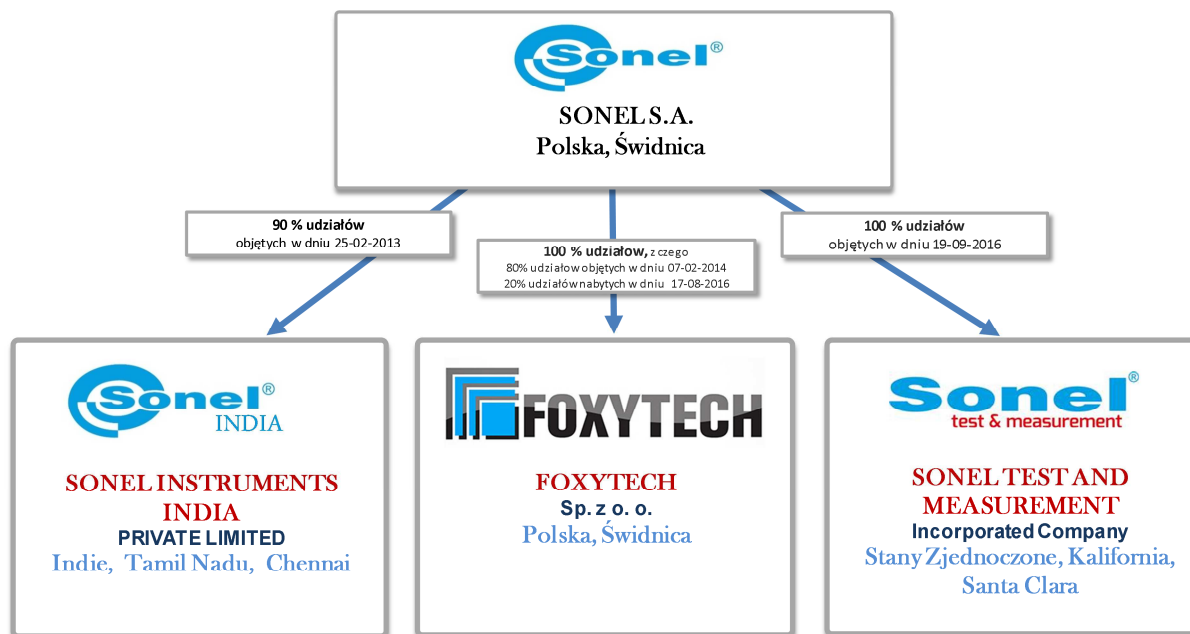 Sonel®
SONEL S.A.
Polska, Świdnica
90 % udziałów
objętych w dniu 25-02-2013
100 % udziałów, z czego
80% udziałow objętych w dniu 07-02-2014
20% udziałów nabytych w dniu 17-08-2016
100 % udziałów
objętych w dniu 19-09-2016
Sonel®
INDIA
SONEL INSTRUMENTS
INDIA
PRIVATE LIMITED
Indie, Tamil Nadu, Chennai
FOXYTECH
FOXYTECH
Sp. z o. o.
Polska, Świdnica
Sonel®
test & measurement
SONEL TEST AND
MEASUREMENT
Incorporated Company
Stany Zjednoczone, Kalifornia,
Santa Clara